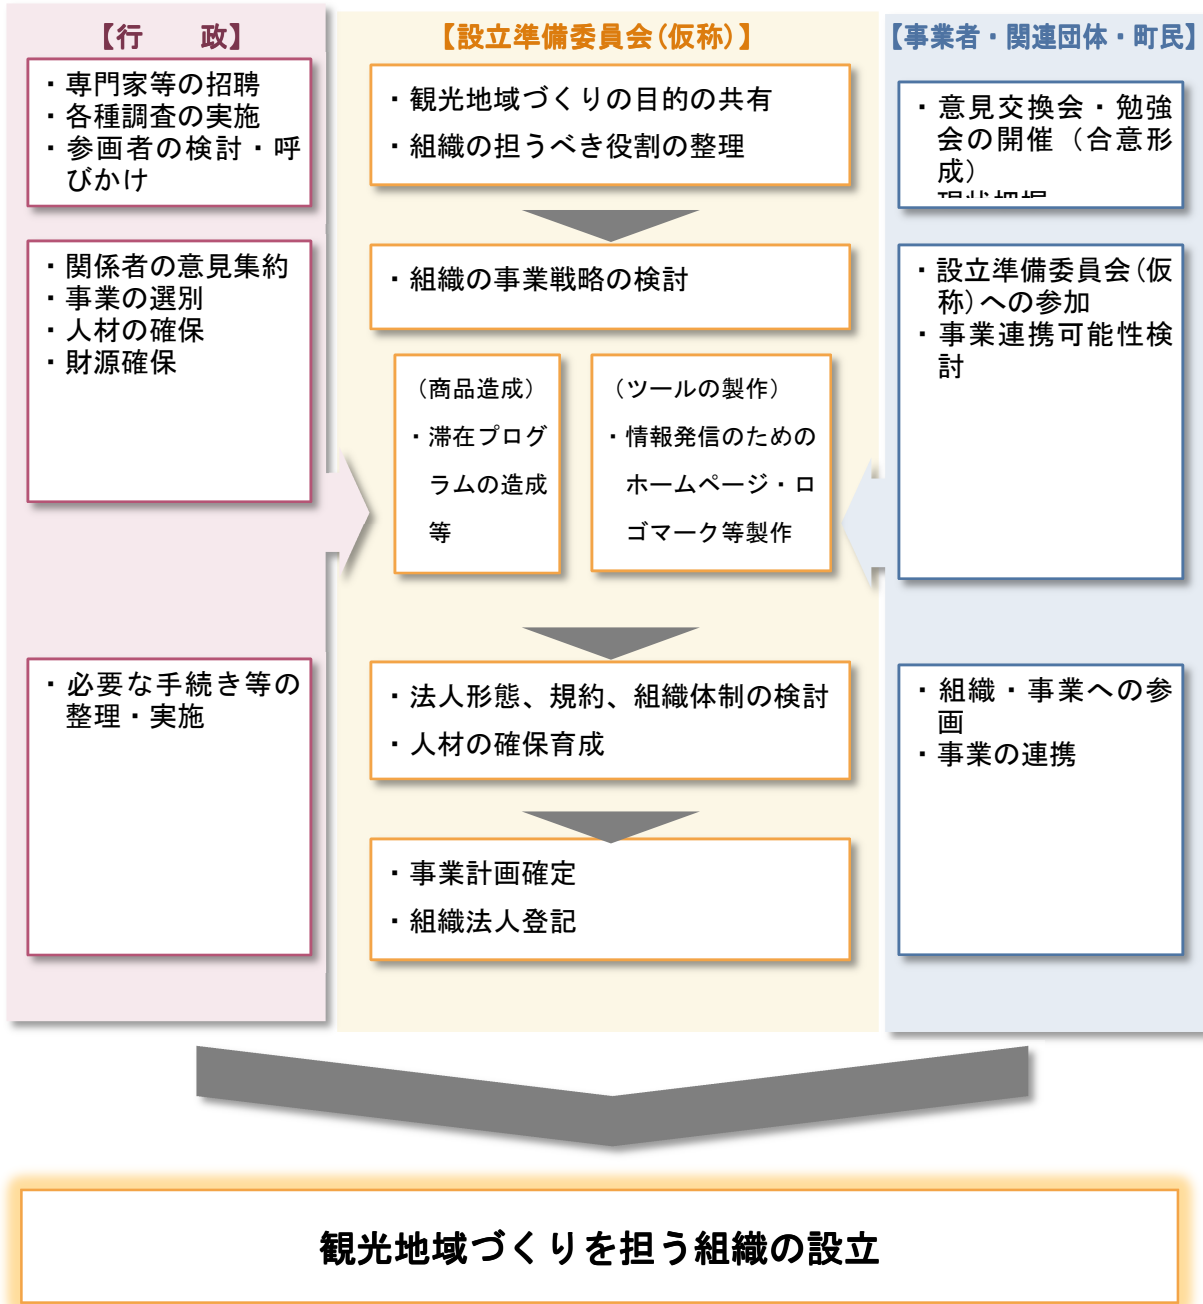 【行　　政】
・専門家等の招聘
・各種調査の実施
・参画者の検討・呼
びかけ
・関係者の意見集約
・事業の選別
・人材の確保
・財源確保
・必要な手続き等の
整理・実施
【設立準備委員会(仮称)】
・観光地域づくりの目的の共有
・組織の担うべき役割の整理
・組織の事業戦略の検討
（商品造成）
・滞在プログ
ラムの造成
等
（ツールの製作）
・情報発信のための
ホームページ・ロ
ゴマーク等製作
・法人形態、規約、組織体制の検討
・人材の確保育成
・事業計画確定
・組織法人登記
【事業者・関連団体・町民】
・意見交換会・勉強
会の開催（合意形
成）
現状把握
・設立準備委員会(仮
称)への参加
・事業連携可能性検
討
・組織・事業への参
画
・事業の連携
観光地域づくりを担う組織の設立